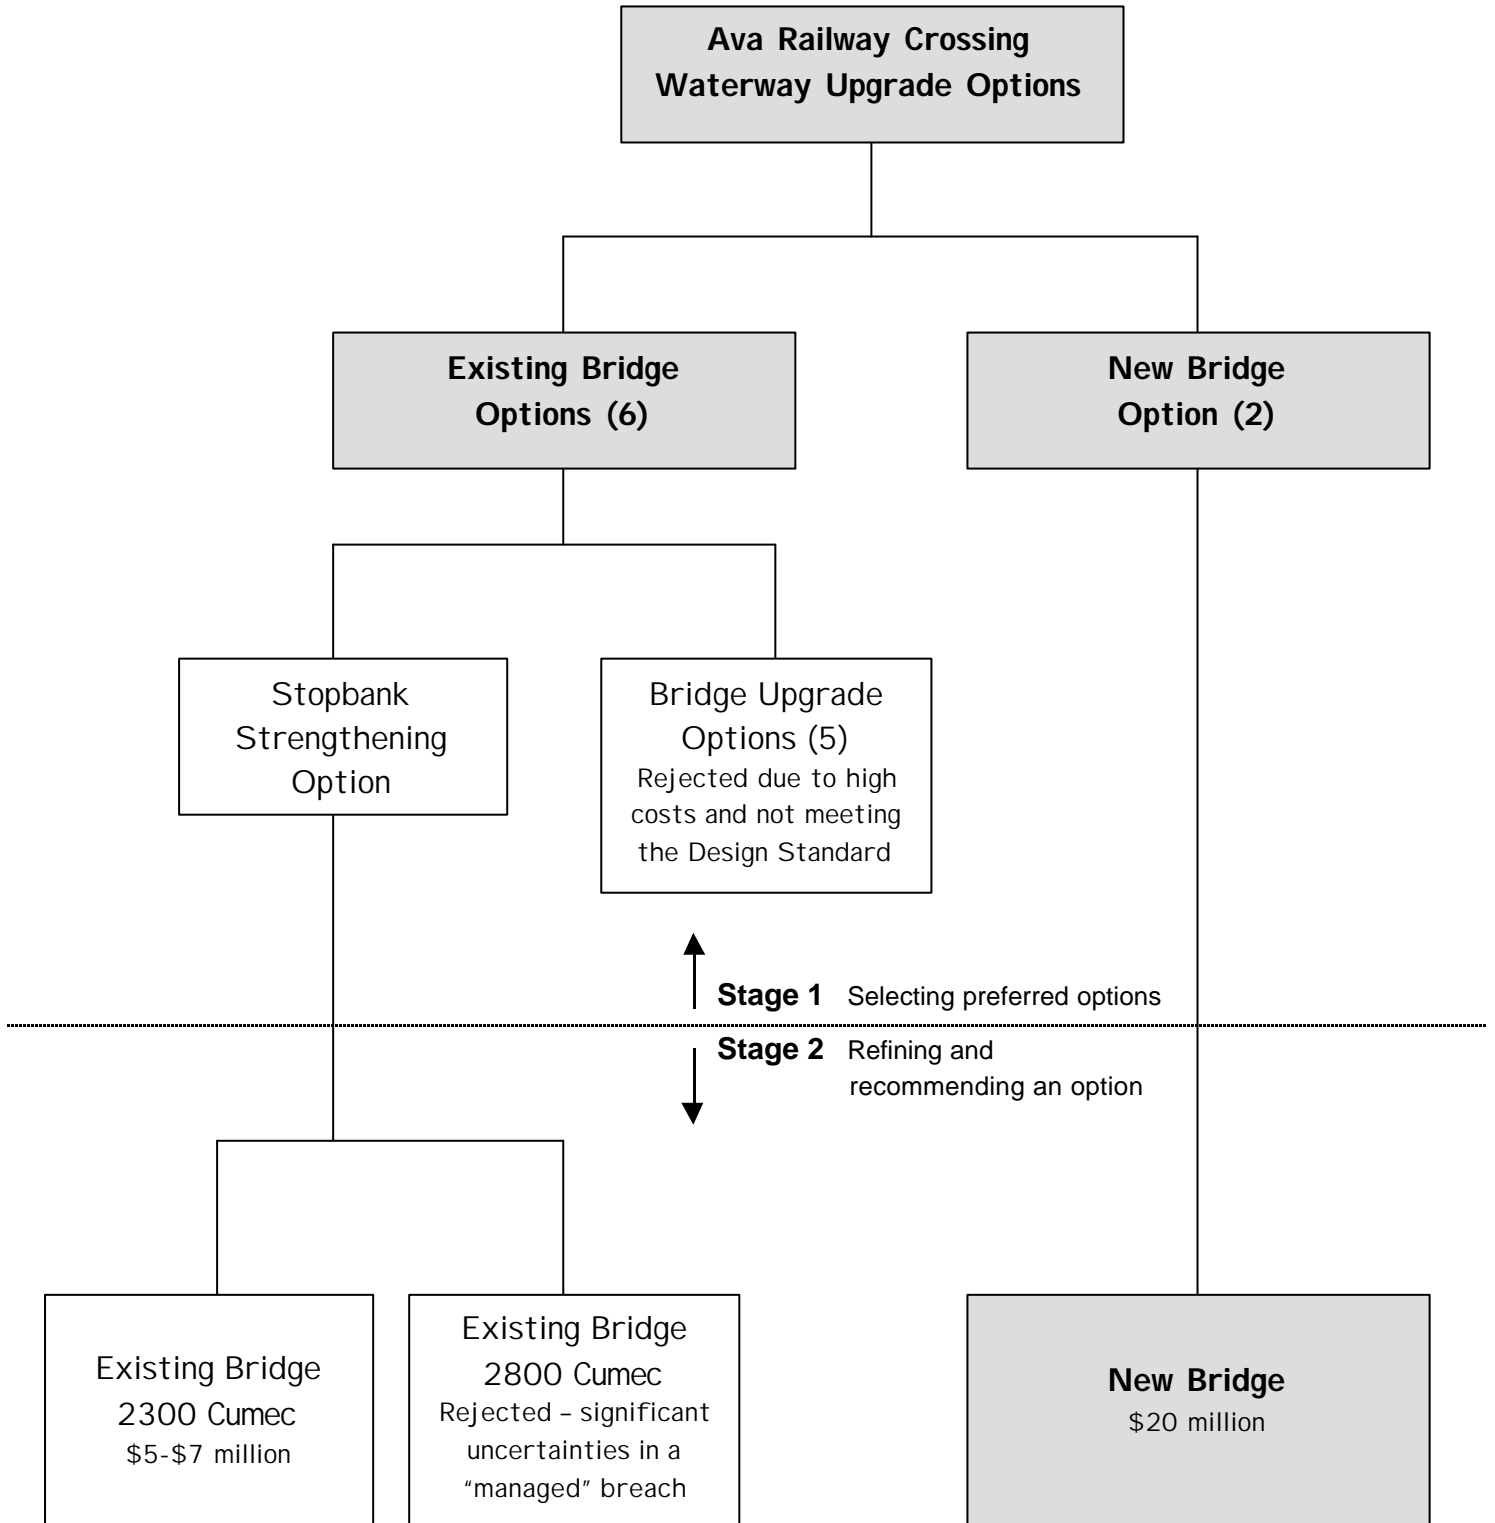 Ava Railway Crossing
Waterway Upgrade Options
Existing Bridge
Options (6)
New Bridge
Option (2)
Stopbank
Strengthening
Option
Bridge Upgrade
Options (5)
Rejected due to high
costs and not meeting
the Design Standard
Stage 1 Selecting preferred options
Stage 2 Refining and
recommending an option
Existing Bridge
2300 Cumec
$5-$7 million
Existing Bridge
2800 Cumec
Rejected – significant
uncertainties in a
“managed” breach
New Bridge
$20 million